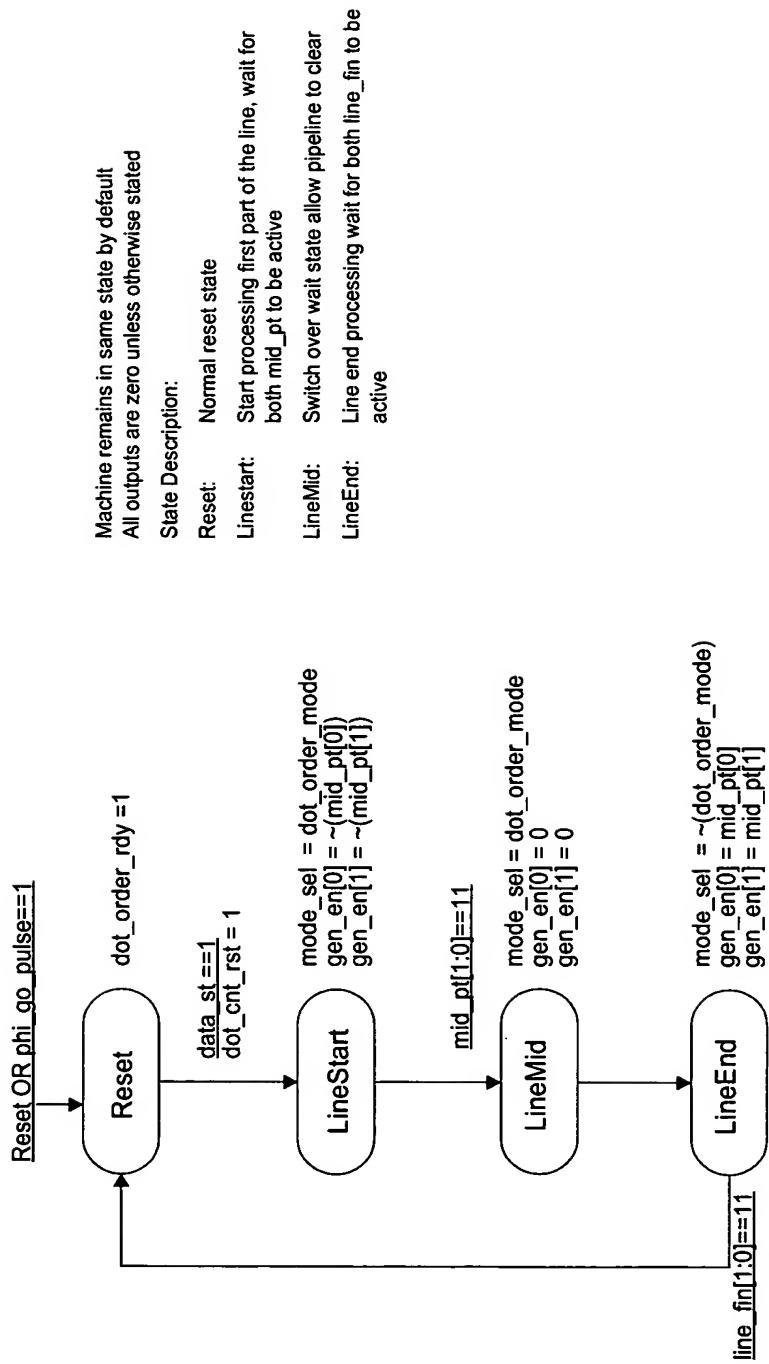 Reset OR phi_go_pulse==1
Reset
dot_order_rdy =1
data_st ==1
dot_cnt_rst = 1
LineStart
mode_sel = dot_order_mode
gen_en[0] = ~(mid_pt[0])
gen_en[1] = ~(mid_pt[1])
mid_pt[1:0]==11
LineMid
mode_sel = dot_order_mode
gen_en[0] = 0
gen_en[1] = 0
LineEnd
mode_sel = ~(dot_order_mode)
gen_en[0] = mid_pt[0]
gen_en[1] = mid_pt[1]
line_fin[1:0]==11
Machine remains in same state by default
All outputs are zero unless otherwise stated
State Description:
Reset: Normal reset state
Linestart: Start processing first part of the line, wait for
both mid_pt to be active
LineMid: Switch over wait state allow pipeline to clear
LineEnd: Line end processing wait for both line_fin to be
active